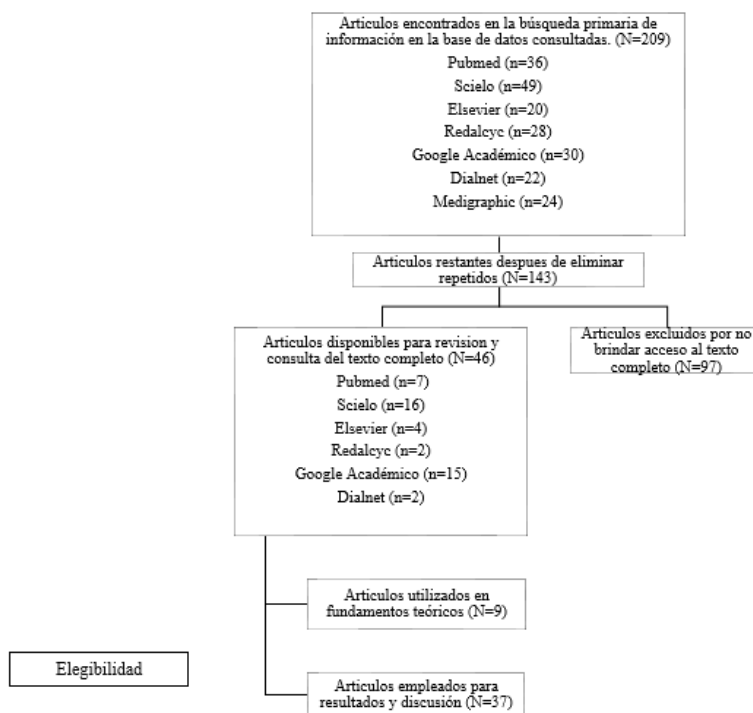 Articulos encontrados en la búsqueda primaria de
información en la base de datos consultadas. (N=209)
Pubmed (n=36)
Scielo (n=49)
Elsevier (n=20)
Redalcyc (n=28)
Google Académico (n=30)
Dialnet (n=22)
Medigraphic (n=24)
Articulos restantes despues de eliminar
repetidos (N=143)
Articulos disponibles para revision y
consulta del texto completo (N=46)
Pubmed (n=7)
Scielo (n=16)
Elsevier (n=4)
Redalcyc (n=2)
Google Académico (n=15)
Dialnet (n=2)
Articulos excluidos por no
brindar acceso al texto
completo (N=97)
Articulos utilizados en
fundamentos teóricos (N=9)
Elegibilidad
Articulos empleados para
resultados y discusión (N=37)